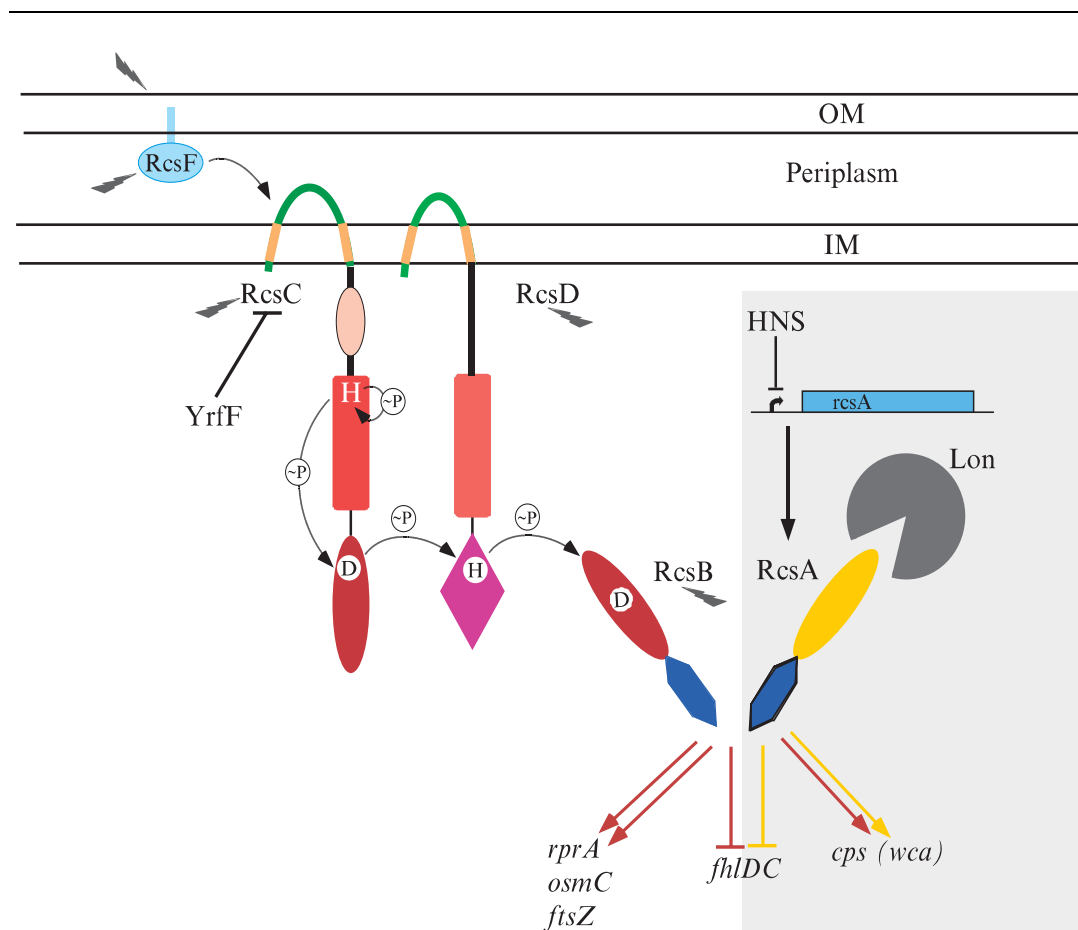 OM
RcsF
Periplasm
IM
RcsC
RcsD
HNS
H
~P
rcsA
YrfF
Lon
~P
~P
~P
D
H
RcsB
RcsA
D
rprA
fhlDC
cps (wca)
osmC
ftsZ